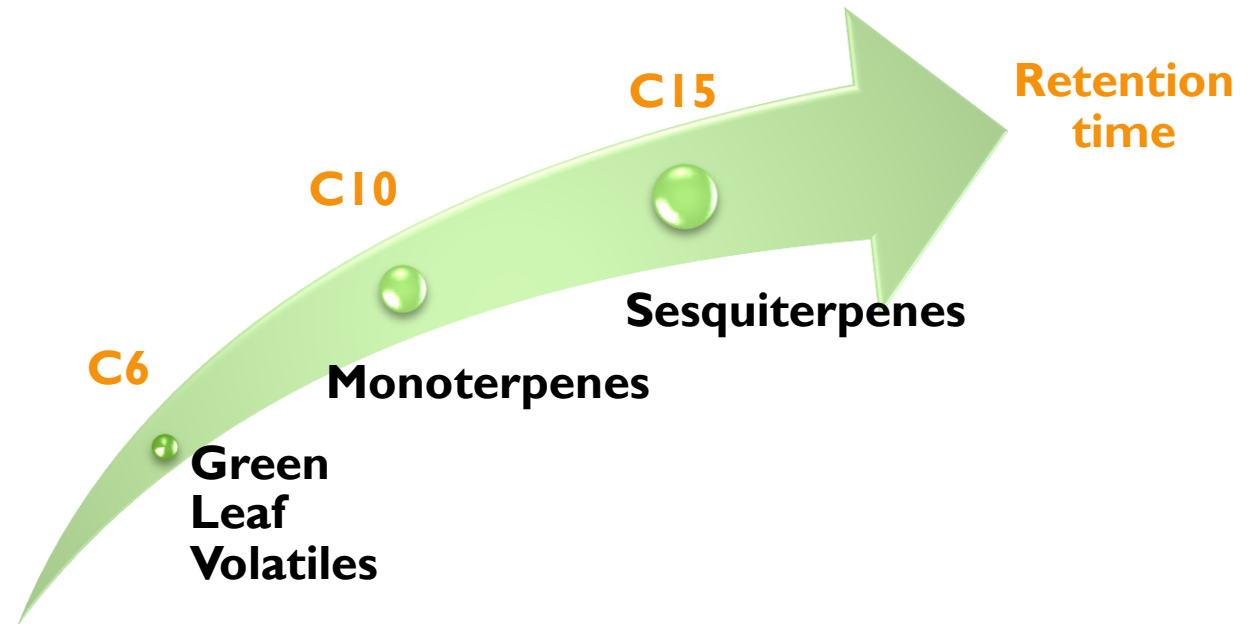 C15
Retention
time
C10
Sesquiterpenes
C6
Monoterpenes
Green
Leaf
Volatiles